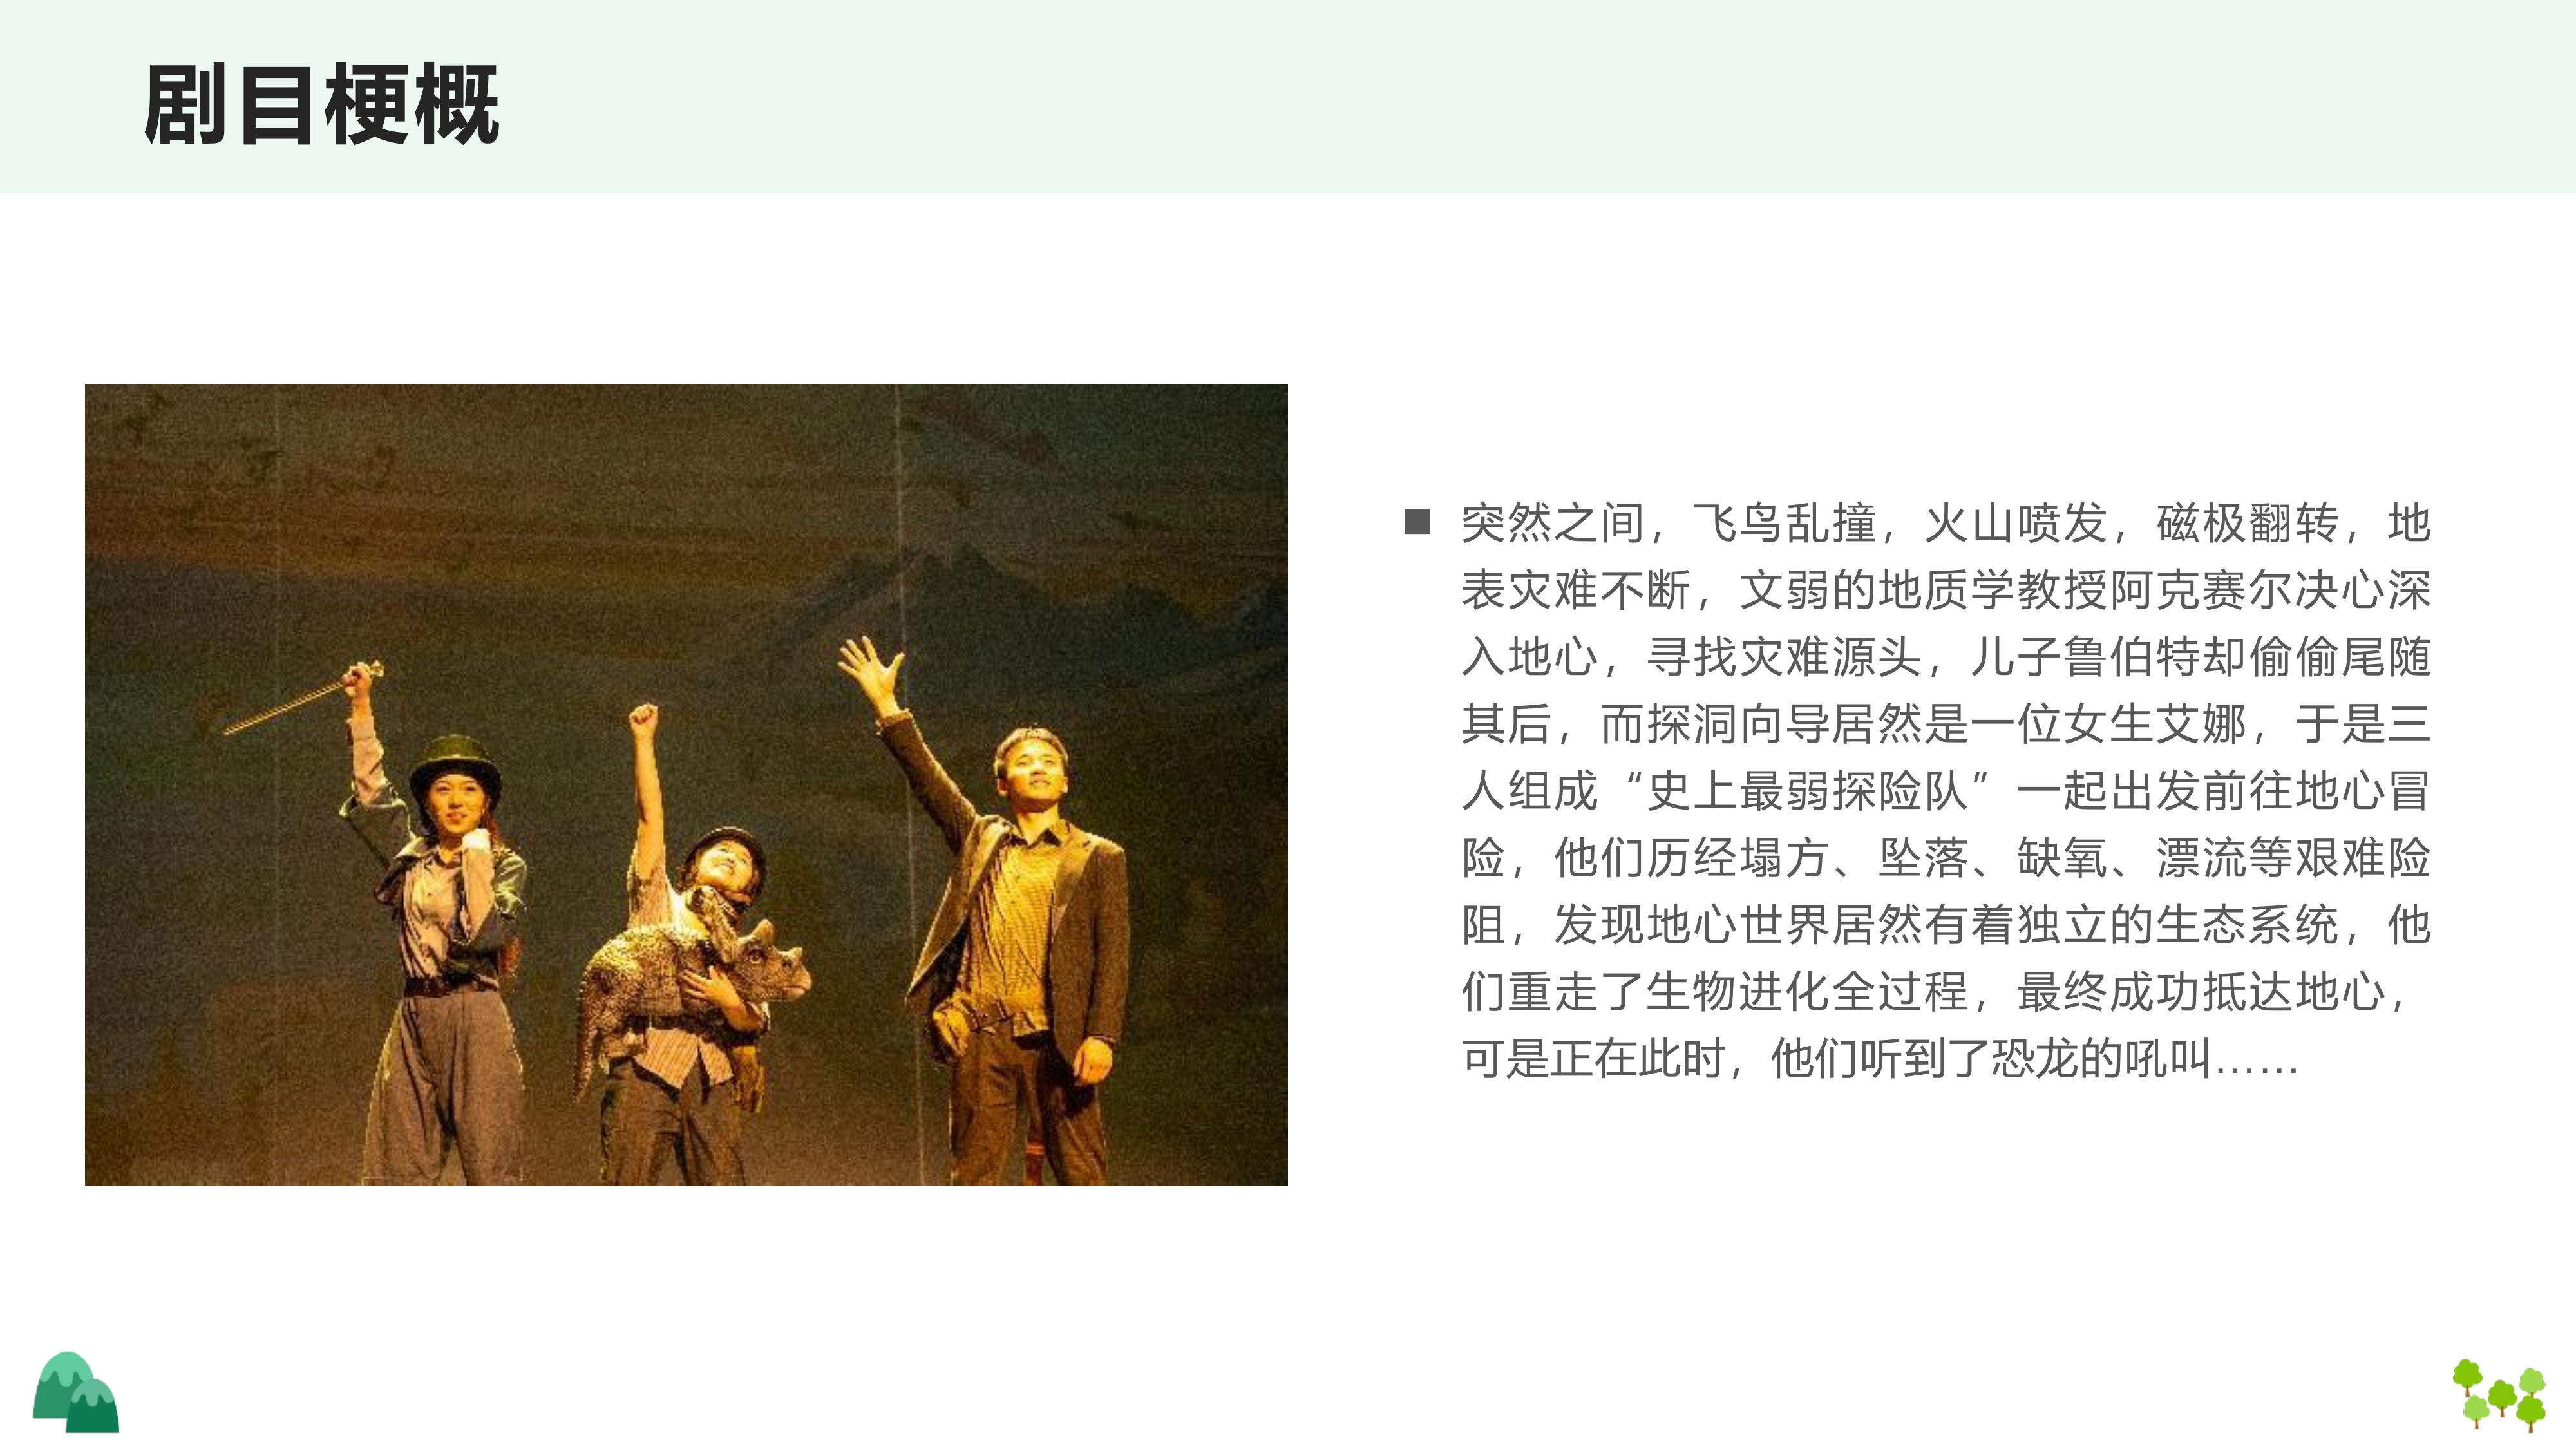 剧目梗概
■ 突然之间，飞鸟乱撞，火山喷发，磁极翻转，地
表灾难不断，文弱的地质学教授阿克赛尔决心深
入地心，寻找灾难源头，儿子鲁伯特却偷偷尾随
其后，而探洞向导居然是一位女生艾娜，于是三
人组成“史上最弱探险队”一起出发前往地心冒
险，他们历经塌方、坠落、缺氧、漂流等艰难险
阻，发现地心世界居然有着独立的生态系统，他
们重走了生物进化全过程，最终成功抵达地心，
可是正在此时，他们听到了恐龙的吼叫……